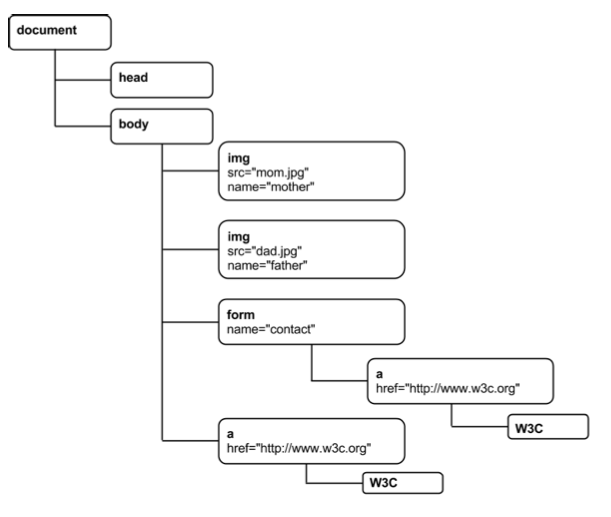 document
head
body
img
src="mom.jpg"
name="mother"
img
src="dad.jpg"
name="father"
form
name="contact"
a
href="http://www.w3c.org"
W3C
a
href="http://www.w3c.org"
W3C